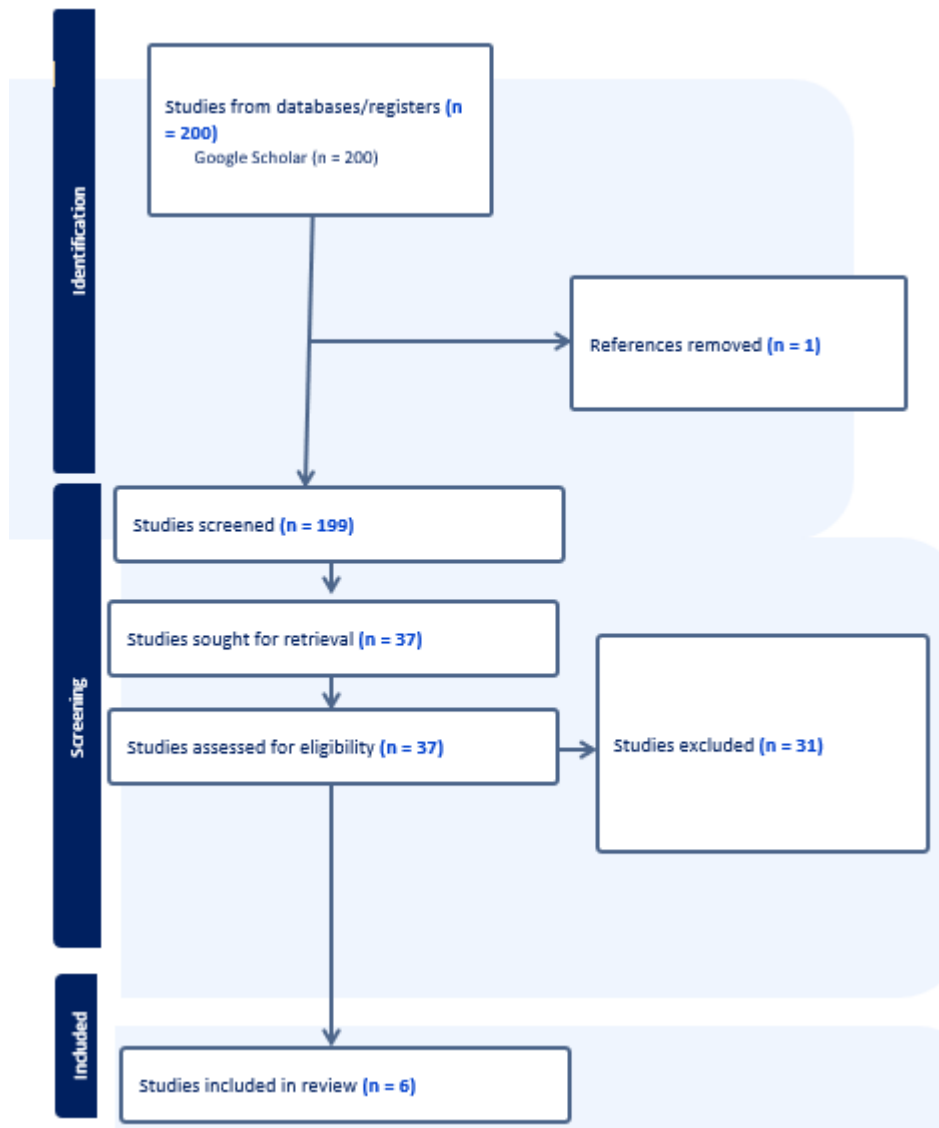 Identification
Studies from databases/registers (n
= 200)
Google Scholar (n = 200)
References removed (n = 1)
Screening
Studies screened (n = 199)
Studies sought for retrieval (n = 37)
Studies assessed for eligibility (n = 37)
Studies excluded (n = 31)
Included
Studies included in review (n = 6)